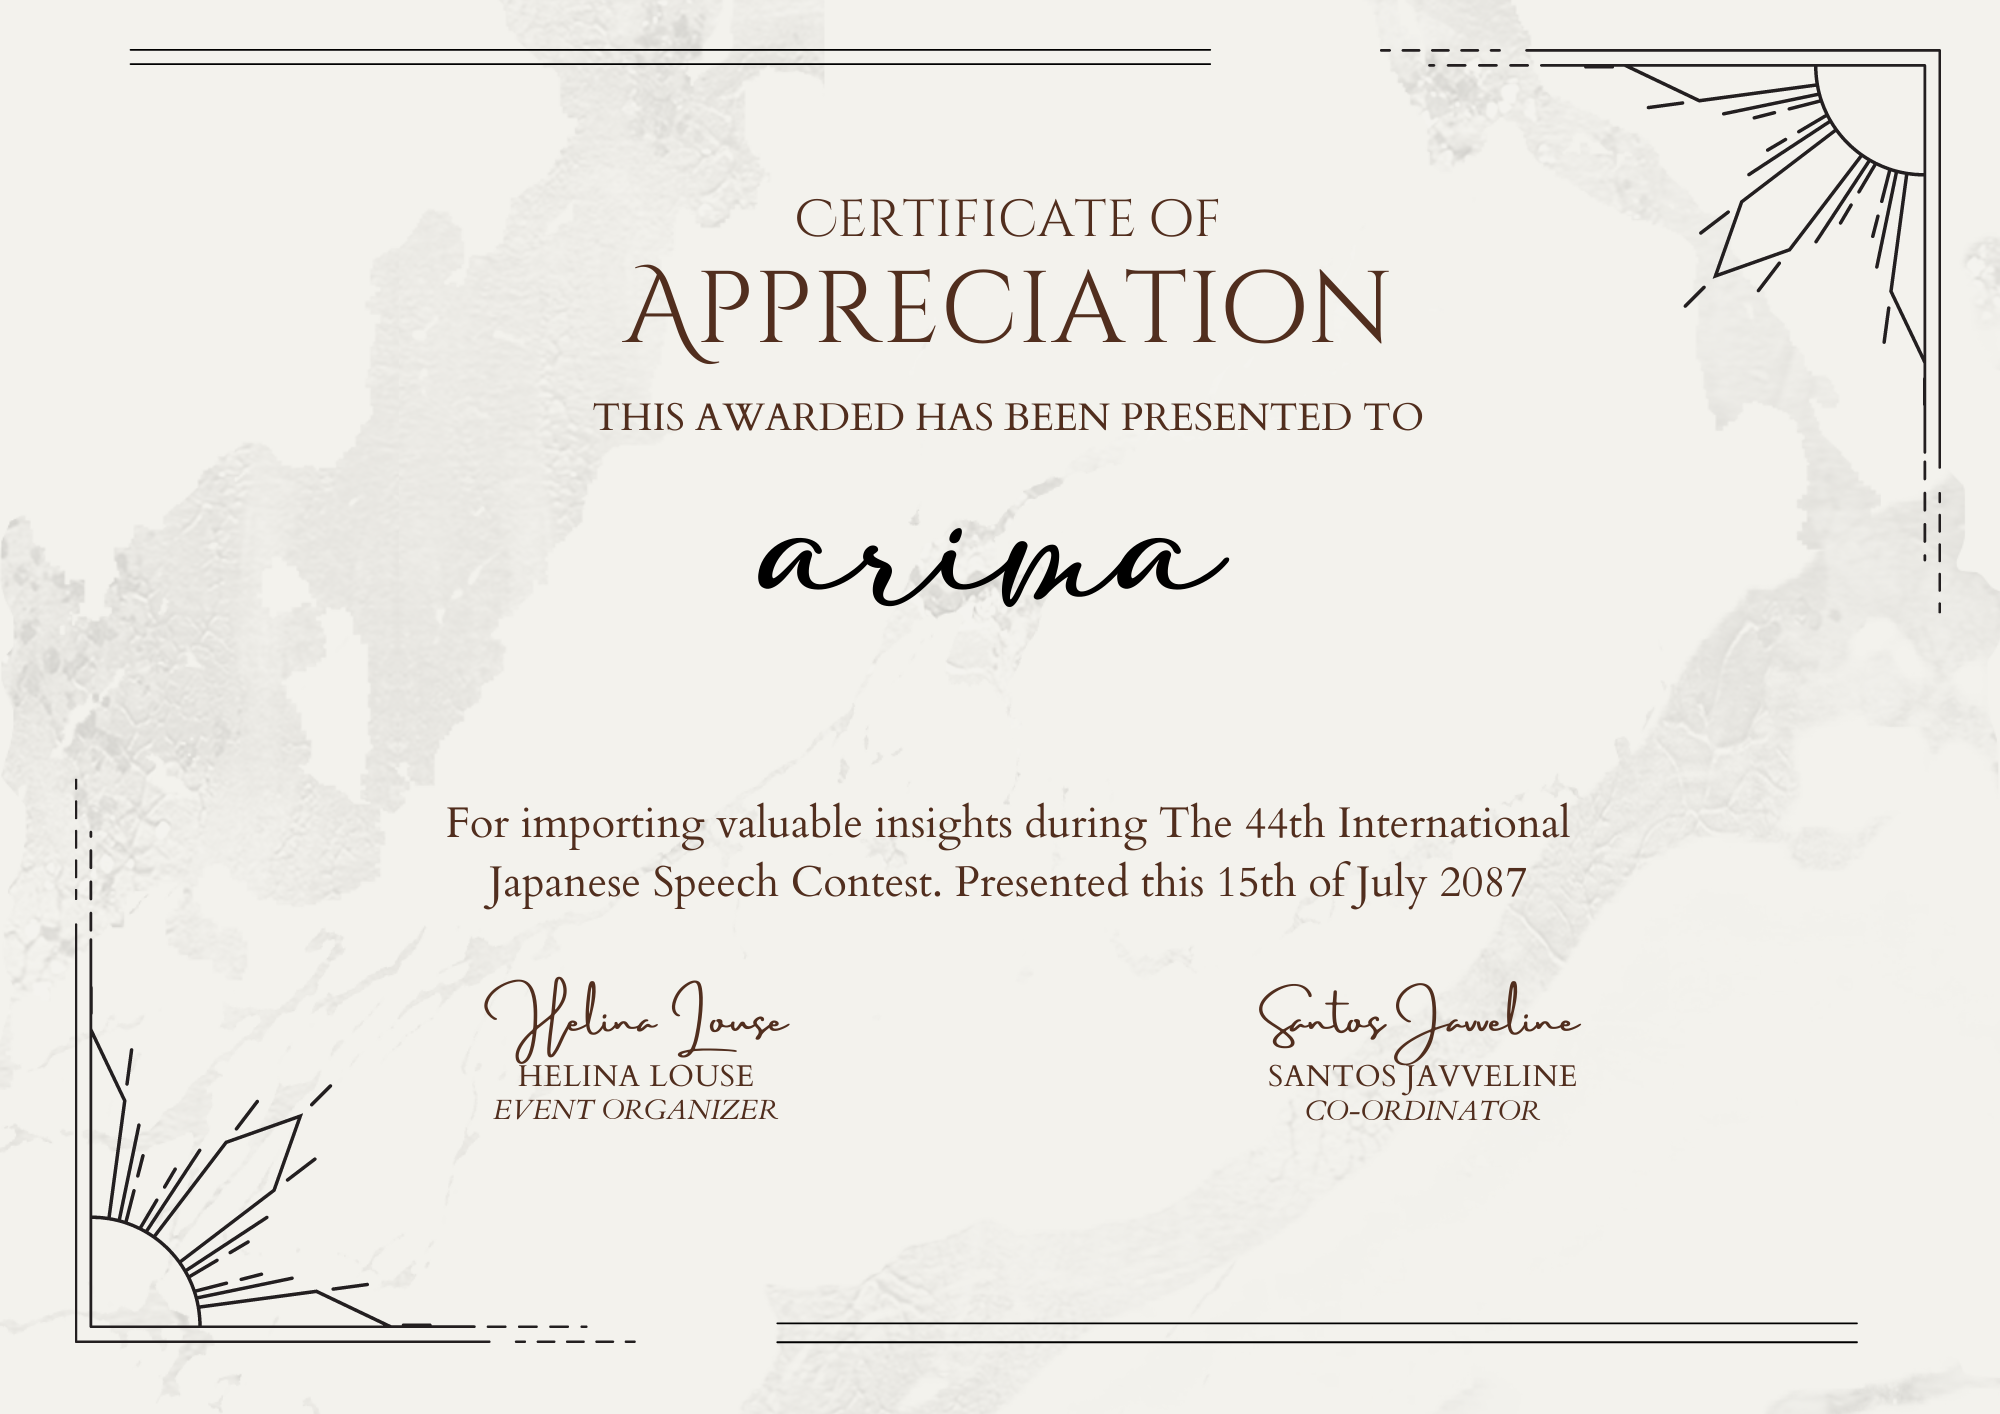 CERTIFICATE OF
APPRECIATION
THIS AWARDED HAS BEEN PRESENTED TO
arima
For importing valuable insights during The 44th International
Japanese Speech Contest. Presented this 15th of July 2087
Helina Louse
Santos Javveline
HELINA LOUSE
SANTOS JAVVELINE
EVENT ORGANIZER
CO-ORDINATOR